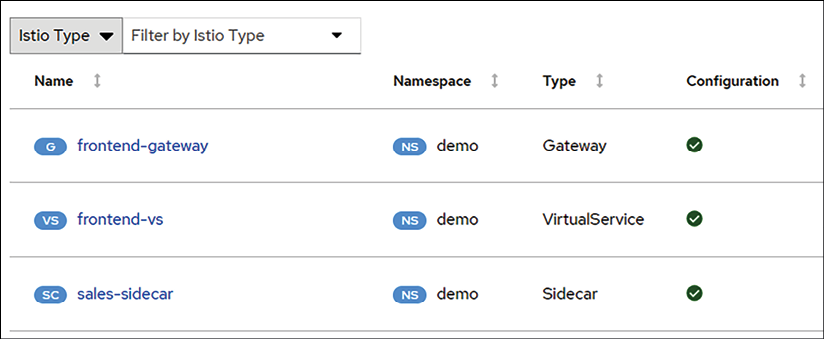 Istio Type Filter by Istio Type
Name Namespace Type Configuration
G frontend-gateway NS demo Gateway
VS frontend-vs NS demo VirtualService
SC sales-sidecar NS demo Sidecar